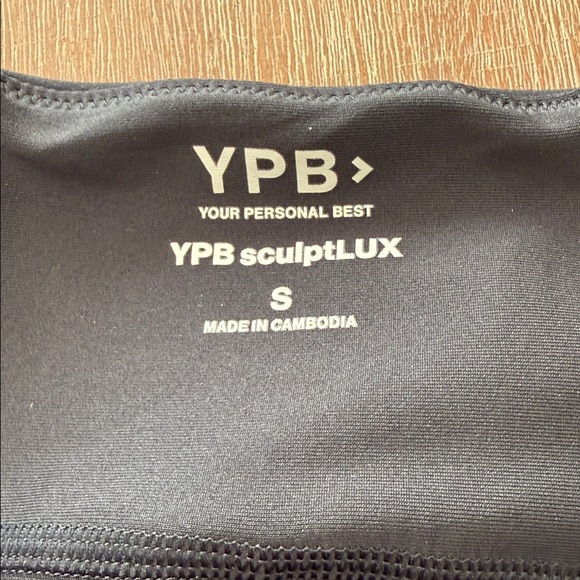 YPB>
YOUR PERSONAL BEST
YPB sculptLUX
S
MADE IN CAMBODIA